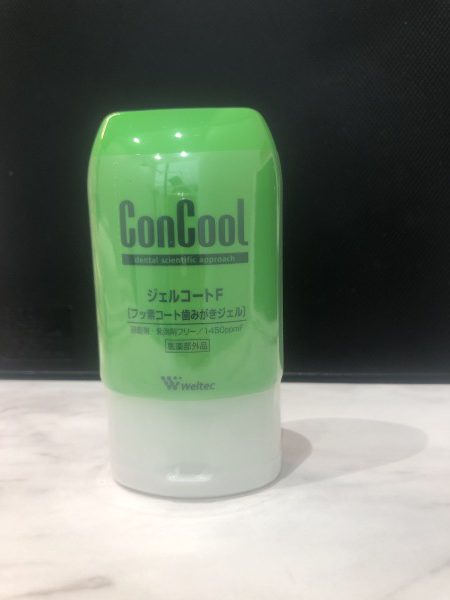 ConCool
dental scientific approach
ジェルコートF
[フッ素コート歯みがきジェル]
研磨剤・発泡剤フリー/1450ppmF
医薬部外品
Weltec